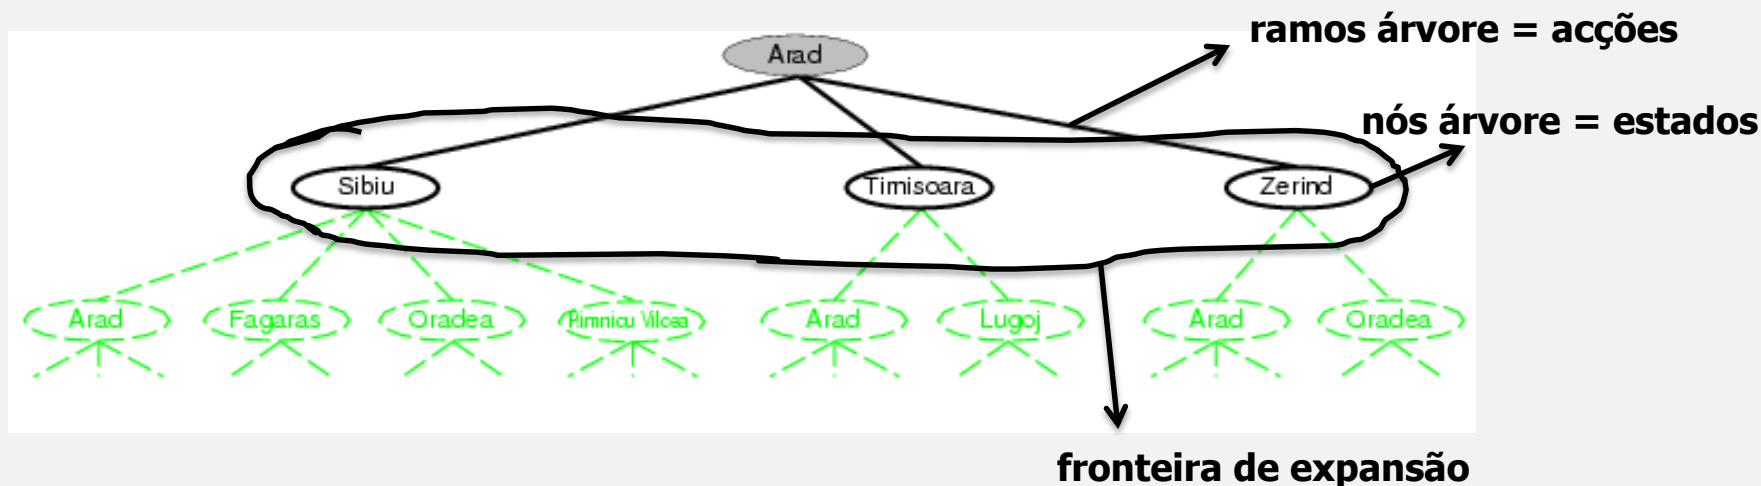 ramos árvore = acções
Arad
nós árvore = estados
Sibiu
Timisoara
Zerind
Arad
Fagaras
Oradea
Rimnicu Vilcea
Arad
Lugoj
Arad
Oradea
fronteira de expansão